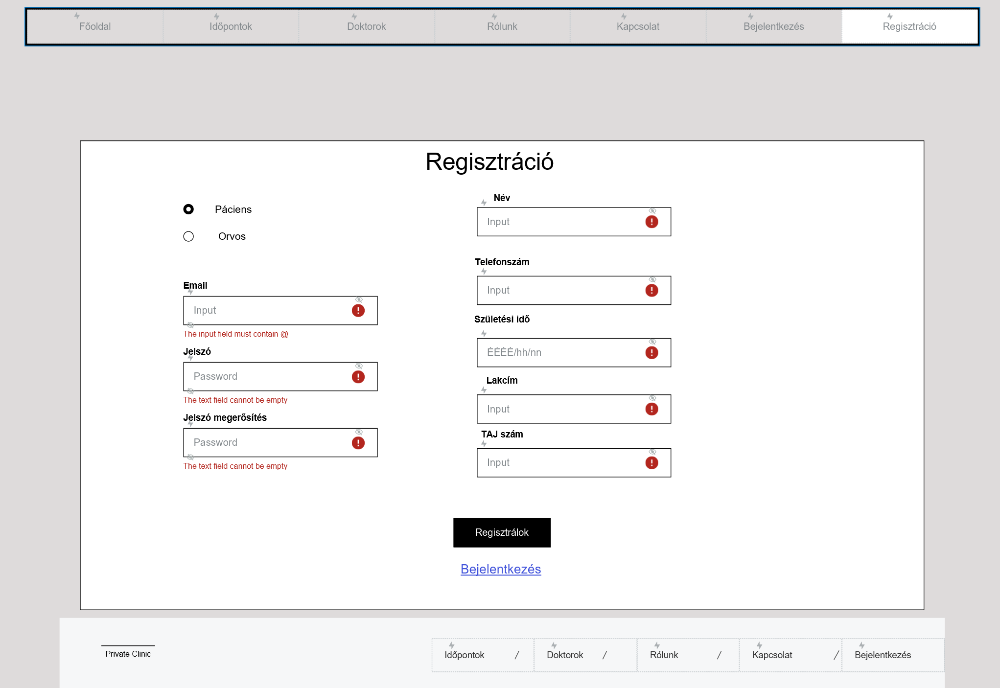 Főoldal
Időpontok
Doktorok
Rólunk
Kapcsolat
Bejelentkezés
Regisztráció
Regisztráció
Páciens
Orvos
Email
Input
The input field must contain @
Jelszó
Password
The text field cannot be empty
Jelszó megerősítés
Password
The text field cannot be empty
Név
Input
Telefonszám
Input
Születési idő
ÉÉÉÉ/hh/nn
Lakcím
Input
TAJ szám
Input
Regisztrálok
Bejelentkezés
Private Clinic
Időpontok / Doktorok / Rólunk / Kapcsolat / Bejelentkezés